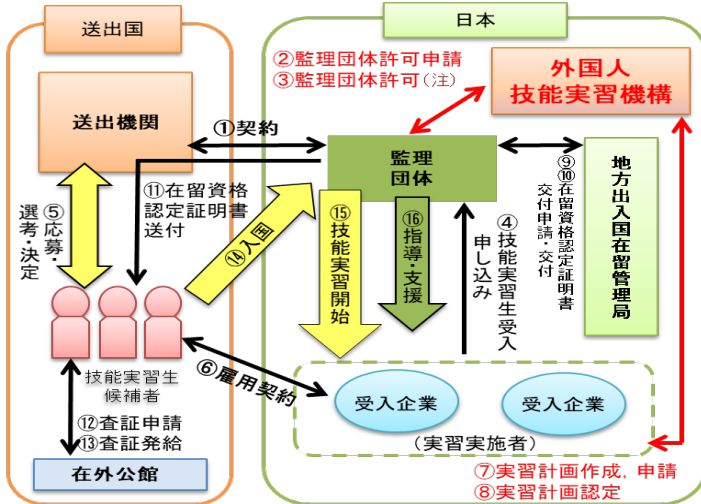 送出国
日本
②監理団体許可申請
③監理団体許可(注)
外国人
技能実習機構
送出機関
①契約
監理
団体
⑪在留資格
認定証明書
送付
⑤応募・
選考・決定
⑭入国
⑮技能実習開始
⑯指導・支援
④技能実習生受入
申し込み
⑨⑩在留資格認定証明書
交付申請・交付
地方出入国在留管理局
技能実習生
候補者
⑥雇用契約
受入企業
受入企業
(実習実施者)
⑫査証申請
⑬査証発給
在外公館
⑦実習計画作成，申請
⑧実習計画認定